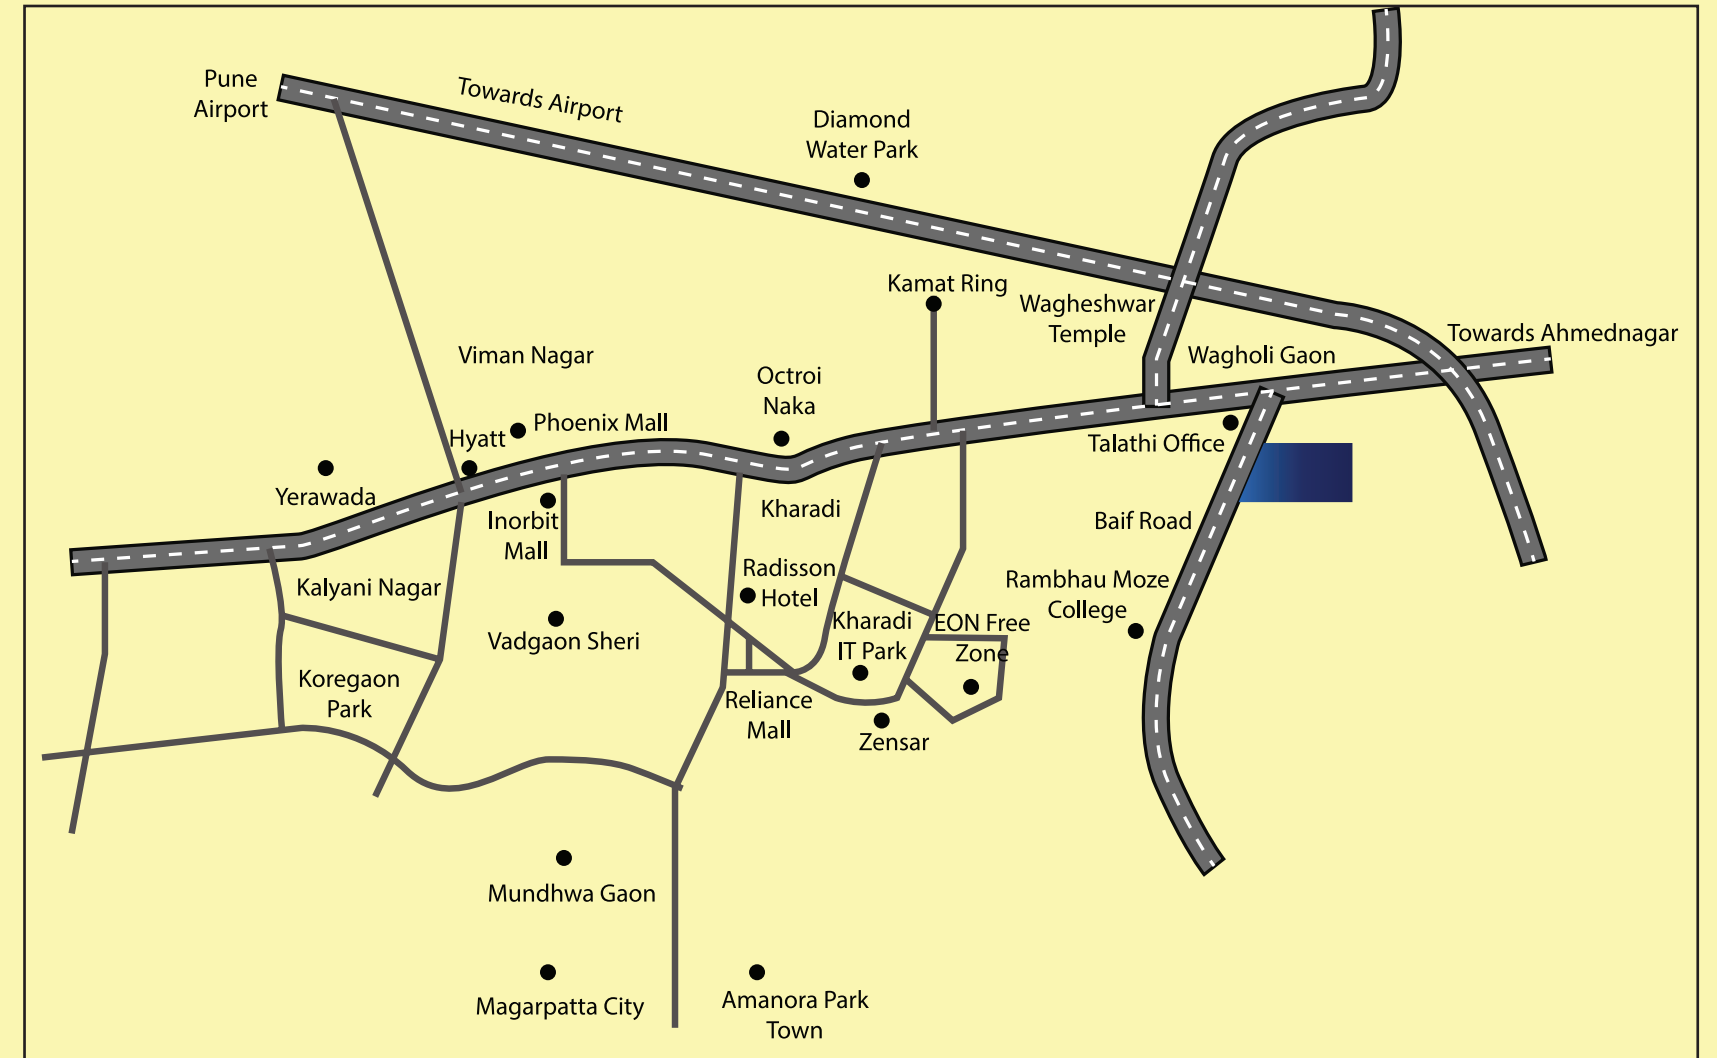 Pune
Airport
Towards Airport
Diamond
Water Park
Kamat Ring
Wagheshwar
Temple
Towards Ahmednagar
Wagholi Gaon
Viman Nagar
Octroi
Naka
Phoenix Mall
Hyatt
Talathi Office
Yerawada
Inorbit
Mall
Kharadi
Baif Road
Radisson
Hotel
Rambhau Moze
College
Kalyani Nagar
Kharadi
IT Park
EON Free
Zone
Vadgaon Sheri
Koregaon
Park
Reliance
Mall
Zensar
Mundhwa Gaon
Magarpatta City
Amanora Park
Town